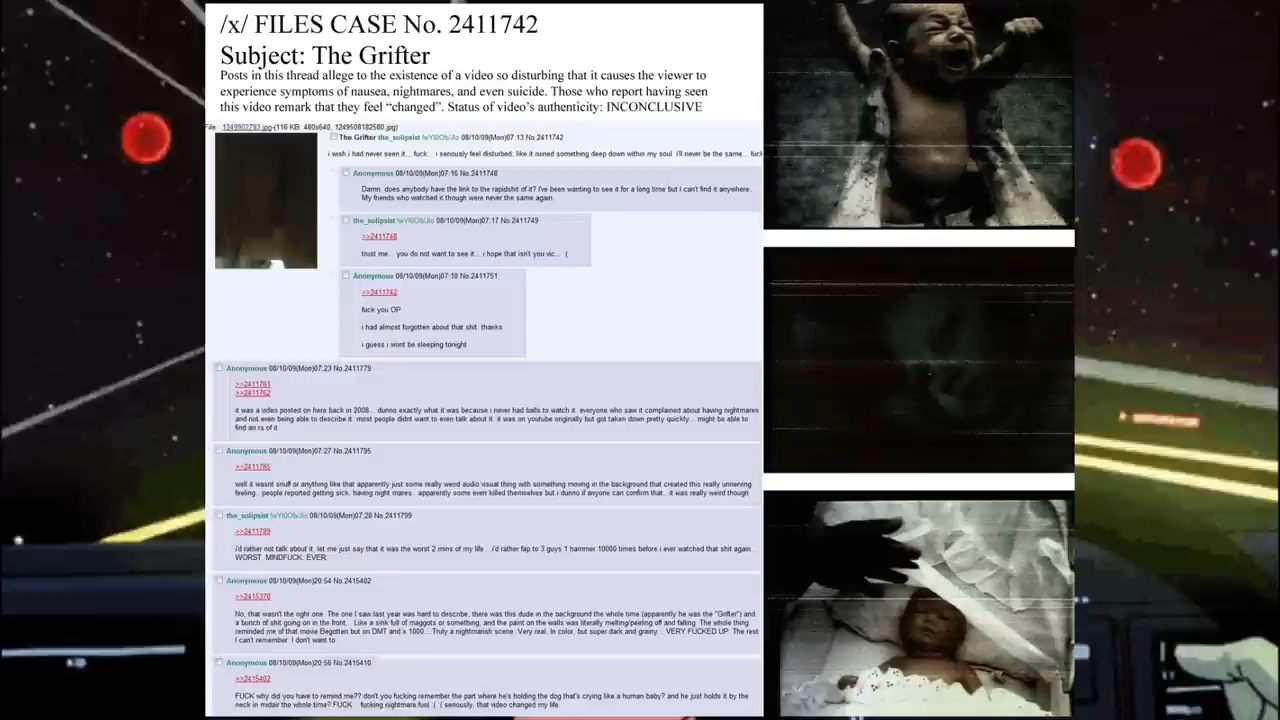 /x/ FILES CASE No. 2411742
Subject: The Grifter
Posts in this thread allege to the existence of a video so disturbing that it causes the viewer to
experience symptoms of nausea, nightmares, and even suicide. Those who report having seen
this video remark that they feel “changed”. Status of video’s authenticity: INCONCLUSIVE
File (116 KB, 480x640, 1249508182580.jpg)
The Grifter the_solipsist 08/10/09(Mon)07:13 No.2411742
i wish i had never seen it... fuck... i seriously feel disturbed, like it ruined something deep down within my soul. i'll never be the same... fuck
Anonymous 08/10/09(Mon)07:16 No.2411748
Damn. does anybody have the link to the rapidshit of it? I've been wanting to see it for a long time but I can't find it anywhere.
My friends who watched it though were never the same again.
the_solipsist 08/10/09(Mon)07:17 No.2411749
>>2411748
trust me... you do not want to see it... i hope that isn't you vic... :(
Anonymous 08/10/09(Mon)07:18 No.2411751
>>2411742
fuck you OP
i had almost forgotten about that shit. thanks
i guess i wont be sleeping tonight
Anonymous 08/10/09(Mon)07:23 No.2411779
>>2411761
>>2411762
it was a video posted on here back in 2008... dunno exactly what it was because i never had balls to watch it. everyone who saw it complained about having nightmares
and not even being able to describe it. most people didnt want to even talk about it. it was on youtube originally but got taken down pretty quickly... might be able to
find an rs of it
Anonymous 08/10/09(Mon)07:27 No.2411795
>>2411785
well it wasnt snuff or anything like that apparently just some really weird audio visual thing with something moving in the background that created this really unnerving
feeling... people reported getting sick, having night mares... apparently some even killed themselves but i dunno if anyone can confirm that... it was really weird though
the_solipsist 08/10/09(Mon)07:28 No.2411799
>>2411789
i'd rather not talk about it. let me just say that it was the worst 2 mins of my life... i'd rather fap to 3 guys 1 hammer 10000 times before i ever watched that shit again.
WORST. MINDFUCK. EVER.
Anonymous 08/10/09(Mon)20:54 No.2415402
>>2415370
No, that wasn't the right one. The one I saw last year was hard to describe, there was this dude in the background the whole time (apparently he was the "Grifter") and
a bunch of shit going on in the front... Like a sink full of maggots or something, and the paint on the walls was literally melting/peeling off and falling. The whole thing
reminded me of that movie Begotten but on DMT and x 1000... Truly a nightmarish scene. Very real. In color, but super dark and grainy... VERY FUCKED UP. The rest
I can't remember. I don't want to
Anonymous 08/10/09(Mon)20:56 No.2415410
>>2415402
FUCK why did you have to remind me?? don't you fucking remember the part where he's holding the dog that's crying like a human baby? and he just holds it by the
neck in midair the whole time? FUCK... fucking nightmare fuel :( :( seriously, that video changed my life.